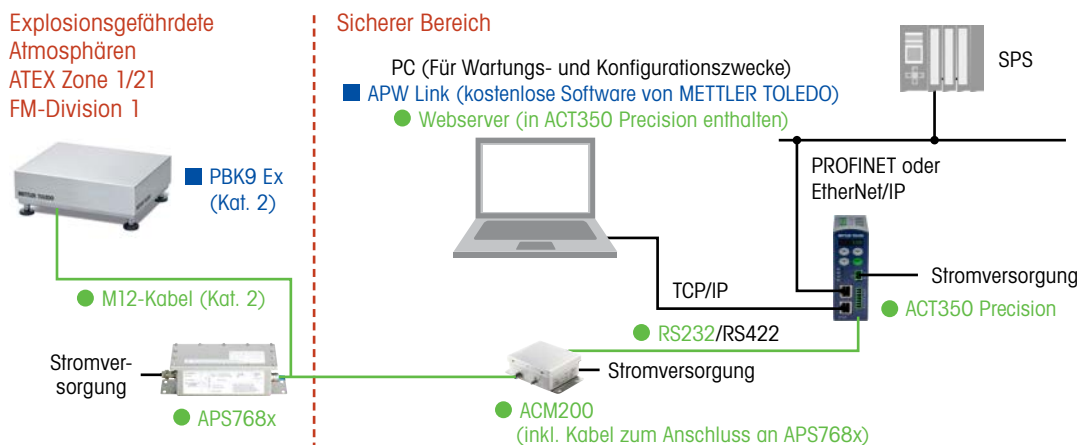 Explosionsgefährdete
Atmosphären
ATEX Zone 1/21
FM-Division 1
Sicherer Bereich
PC (Für Wartungs- und Konfigurationszwecke)
APW Link (kostenlose Software von METTLER TOLEDO)
Webserver (in ACT350 Precision enthalten)
SPS
PROFINET oder
EtherNet/IP
PBK9 Ex
(Kat. 2)
METTLER TOLEDO
Stromversorgung
TCP/IP
ACT350 Precision
M12-Kabel (Kat. 2)
RS232/RS422
Stromver-
sorgung
Stromversorgung
APS768x
ACM200
(inkl. Kabel zum Anschluss an APS768x)